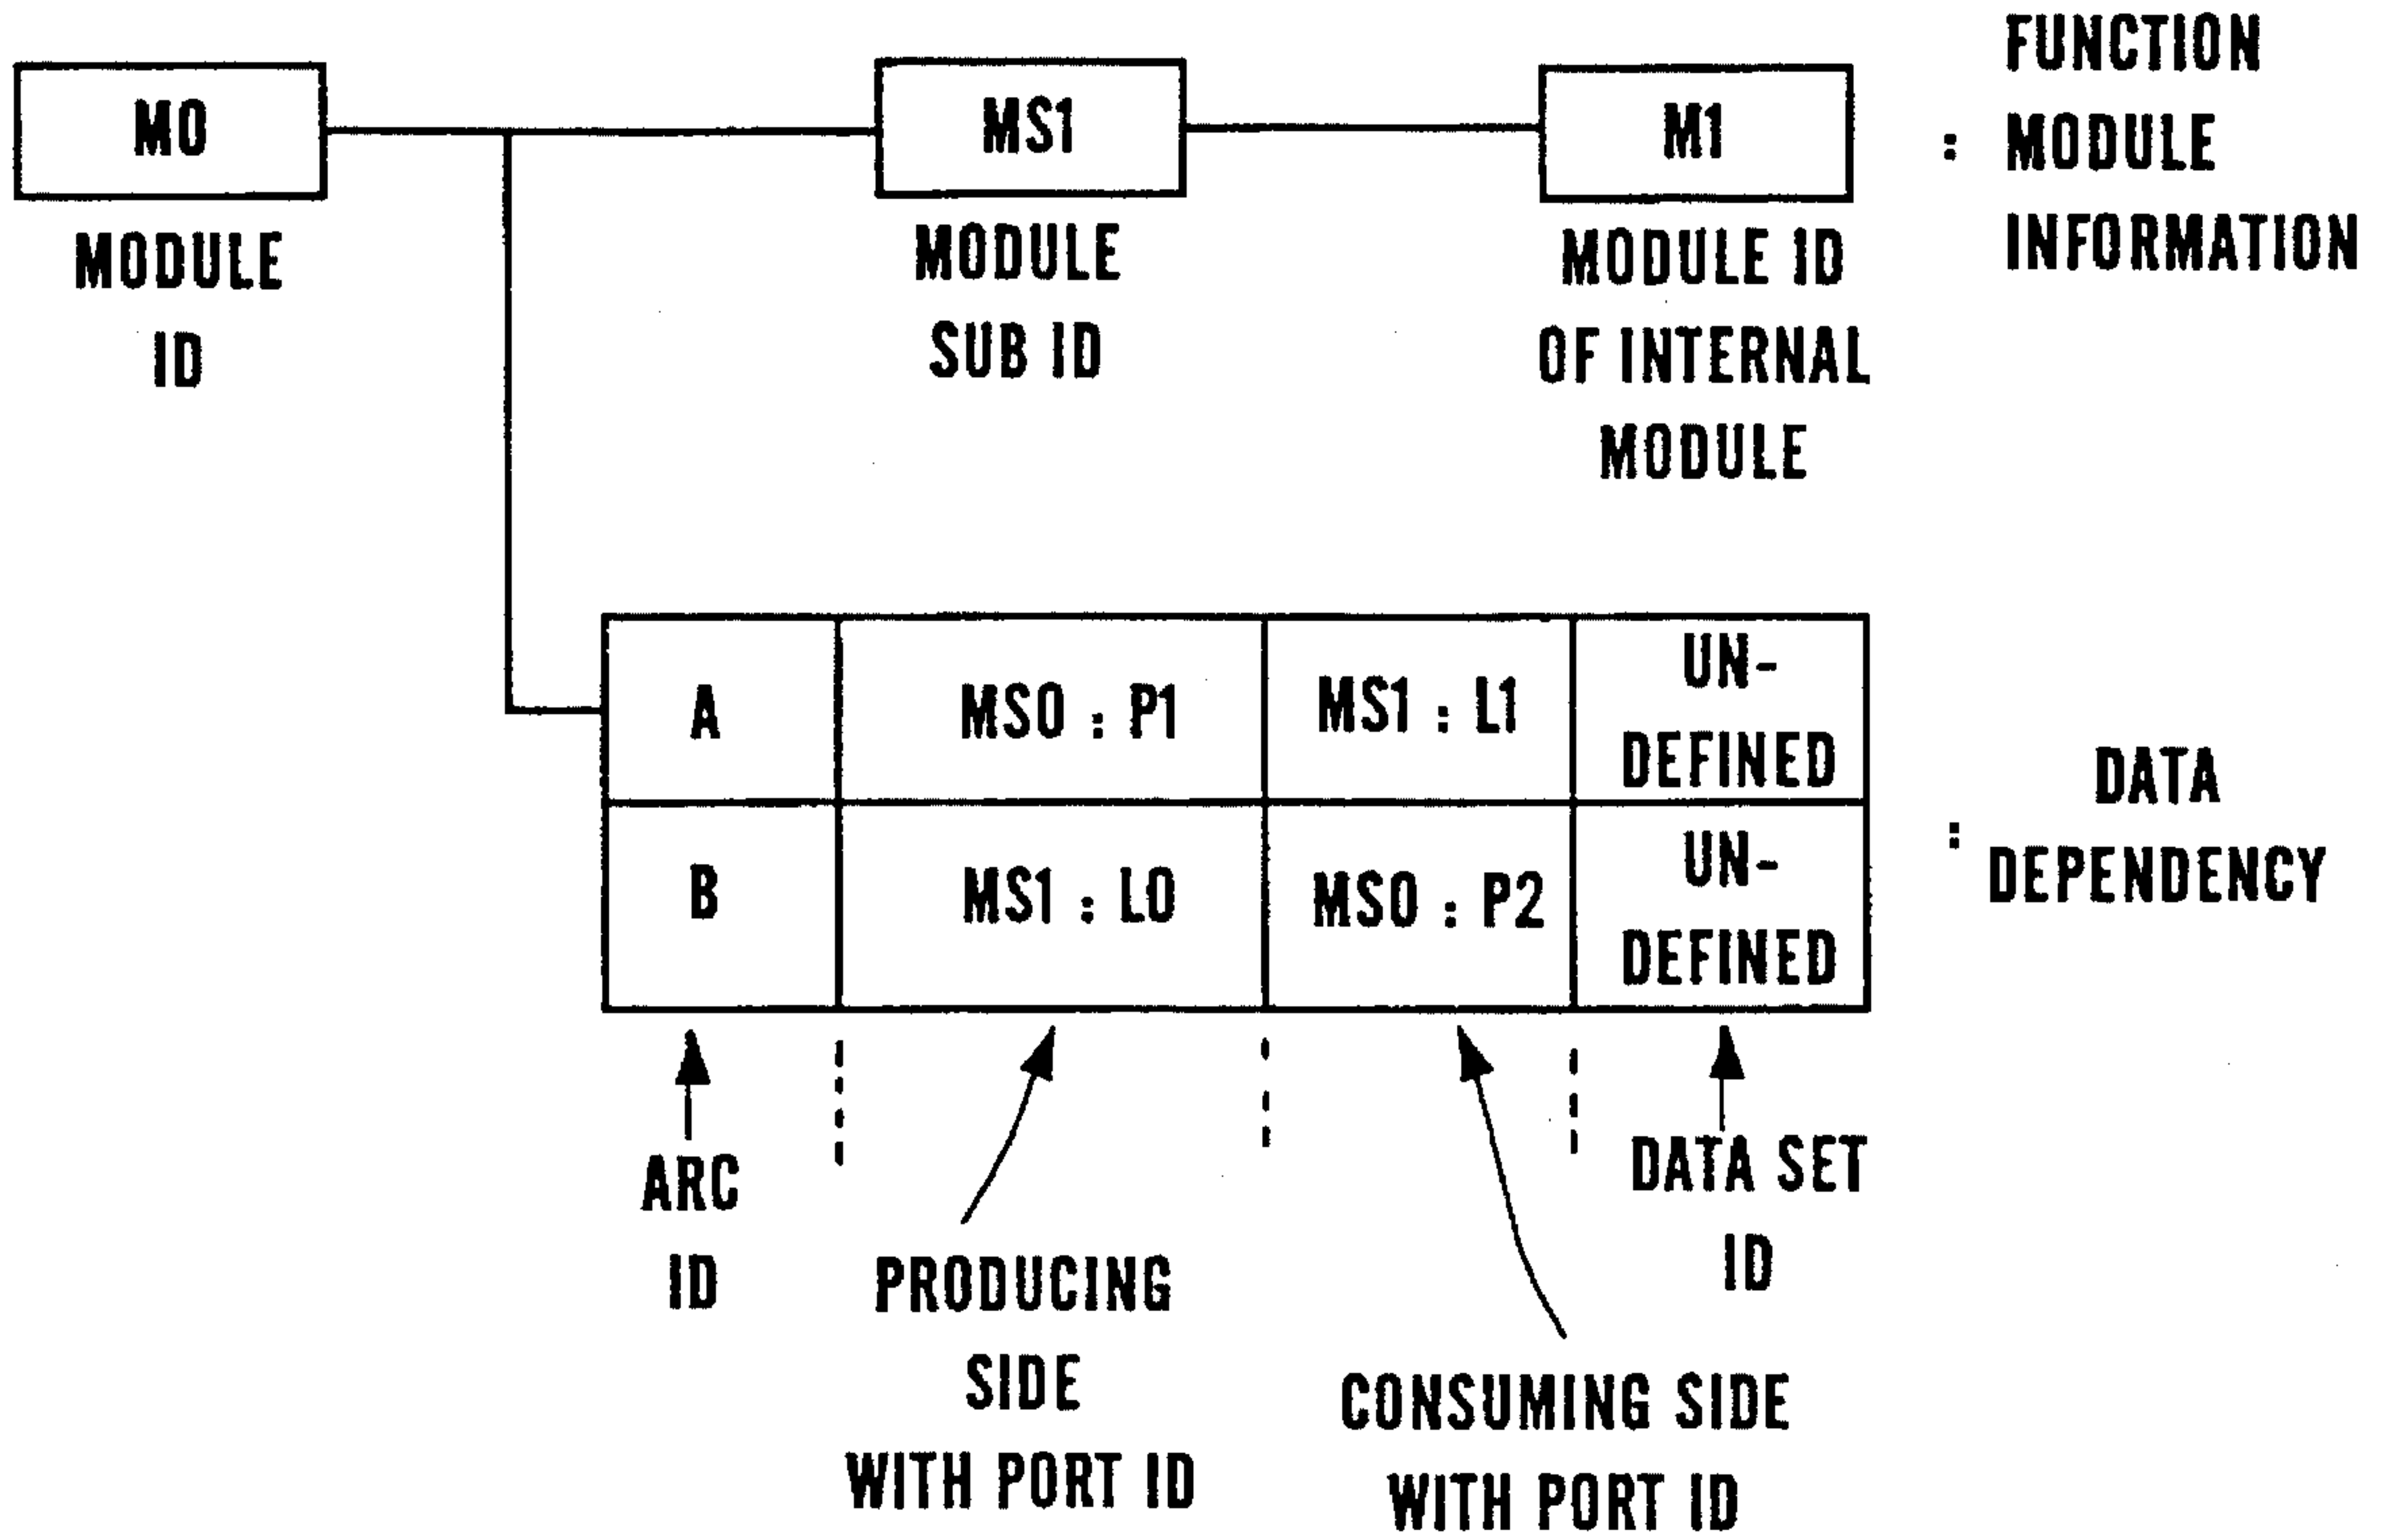 M0
MODULE
ID
MS1
MODULE
SUB ID
M1
MODULE ID
OF INTERNAL
MODULE
:
FUNCTION
MODULE
INFORMATION
A
MS0 : P1
MS1 : L1
UN-
DEFINED
B
MS1 : L0
MS0 : P2
UN-
DEFINED
:
DATA
DEPENDENCY
ARC
ID
PRODUCING
SIDE
WITH PORT ID
CONSUMING SIDE
WITH PORT ID
DATA SET
ID